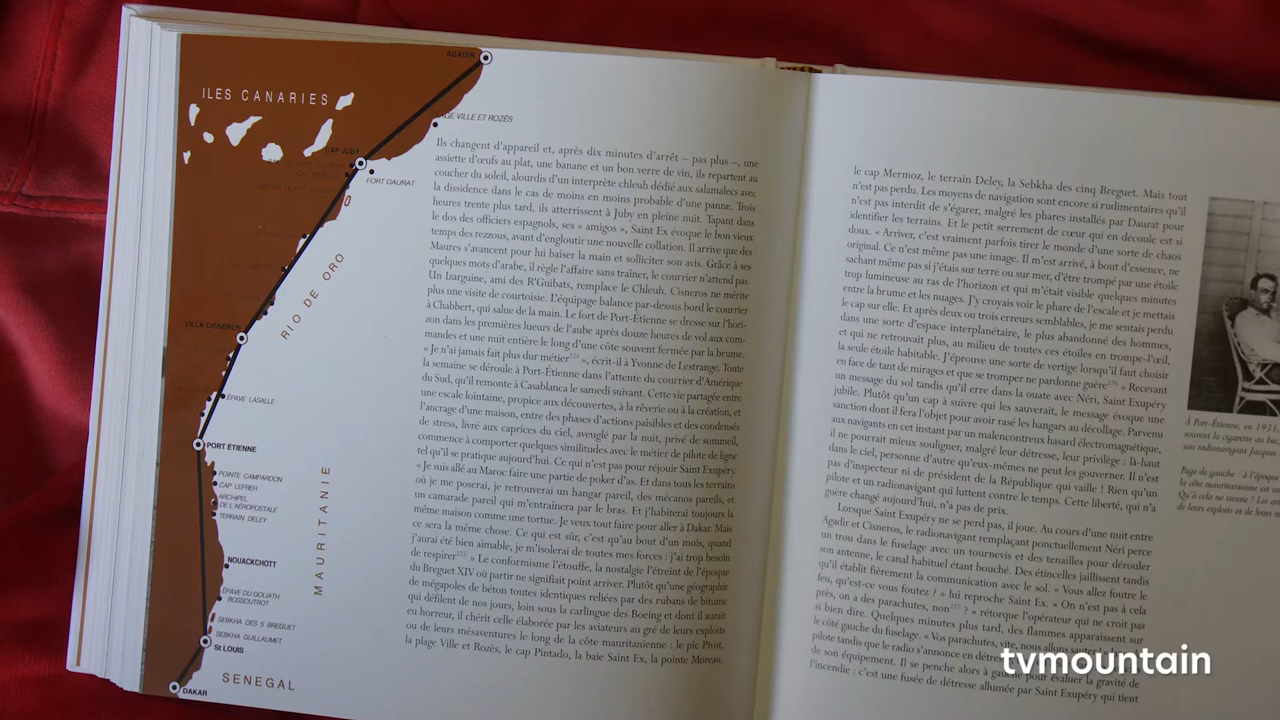 AGADIR
ILES CANARIES
VILLE ET ROZÈS
CAP JUBY
FORT DAURAT
RIO DE ORO
VILLA CISNEROS
ÉPAVE LASALLE
PORT ÉTIENNE
POINTE CAMPARDON
CAP LEFREH
ARCHIPEL
DE L'AÉROPOSTALE
TERRAIN DELEY
MAURITANIE
NOUACKCHOTT
ÉPAVE DU GOLIATH
BOSSOUTROT
SEBKHA DES 5 BREGUET
SEBKHA GUILLAUMET
St LOUIS
SENEGAL
DAKAR
Ils changent d'appareil et, après dix minutes d'arrêt – pas plus –, une
assiette d'œufs au plat, une banane et un bon verre de vin, ils repartent au
coucher du soleil, alourdis d'un interprète chleuh dédié aux salamalecs avec
la dissidence dans le cas de moins en moins probable d'une panne. Trois
heures trente plus tard, ils atterrissent à Juby en pleine nuit. Tapant dans
le dos des officiers espagnols, ses « amigos », Saint Ex évoque le bon vieux
temps des rezzous, avant d'engloutir une nouvelle collation. Il arrive que des
Maures s'avancent pour lui baiser la main et solliciter son avis. Grâce à ses
quelques mots d'arabe, il règle l'affaire sans traîner, le courrier n'attend pas.
Un Izarguine, ami des R'Guibats, remplace le Chleuh. Cisneros ne mérite
plus une visite de courtoisie. L'équipage balance par-dessus bord le courrier
à Chabbert, qui salue de la main. Le fort de Port-Étienne se dresse sur l'hori-
zon dans les premières lueurs de l'aube après douze heures de vol aux com-
mandes et une nuit entière le long d'une côte souvent fermée par la brume.
« Je n'ai jamais fait plus dur métier », écrit-il à Yvonne de Lestrange. Toute
la semaine se déroule à Port-Étienne dans l'attente du courrier d'Amérique
du Sud, qu'il remonte à Casablanca le samedi suivant. Cette vie partagée entre
une escale lointaine, propice aux découvertes, à la rêverie ou à la création, et
l'ancrage d'une maison, entre des phases d'actions paisibles et des condensés
de stress, livré aux caprices du ciel, aveuglé par la nuit, privé de sommeil,
commence à comporter quelques similitudes avec le métier de pilote de ligne
tel qu'il se pratique aujourd'hui. Ce qui n'est pas pour réjouir Saint Exupéry.
« Je suis allé au Maroc faire une partie de poker d'as. Et dans tous les terrains
où je me poserai, je retrouverai un hangar pareil, des mécanos pareils, et
un camarade pareil qui m'entraînera par le bras. Et j'habiterai toujours la
même maison comme une tortue. Je veux tout faire pour aller à Dakar. Mais
ce sera la même chose. Ce qui est sûr, c'est qu'au bout d'un mois, quand
j'aurai été bien aimable, je m'isolerai de toutes mes forces : j'ai trop besoin
de respirer » Le conformisme l'étouffe, la nostalgie l'étreint de l'époque
du Breguet XIV où partir ne signifiait point arriver. Plutôt qu'une géographie
de mégapoles de béton toutes identiques reliées par des rubans de bitume
qui défilent de nos jours, loin sous la carlingue des Boeing et dont il aurait
eu horreur, il chérit celle élaborée par les aviateurs au gré de leurs exploits
ou de leurs mésaventures le long de la côte mauritanienne : le pic Pivot,
la plage Ville et Rozès, le cap Pintado, la baie Saint Ex, la pointe Moreau,
le cap Mermoz, le terrain Deley, la Sebkha des cinq Breguet. Mais tout
n'est pas perdu. Les moyens de navigation sont encore si rudimentaires qu'il
n'est pas interdit de s'égarer, malgré les phares installés par Daurat pour
identifier les terrains. Et le petit serrement de cœur qui en découle est si
doux. « Arriver, c'est vraiment parfois tirer le monde d'une sorte de chaos
original. Ce n'est même pas une image. Il m'est arrivé, à bout d'essence, ne
sachant même pas si j'étais sur terre ou sur mer, d'être trompé par une étoile
trop lumineuse au ras de l'horizon et qui m'était visible quelques minutes
entre la brume et les nuages. J'y croyais voir le phare de l'escale et je mettais
le cap sur elle. Et après deux ou trois erreurs semblables, je me sentais perdu
dans une sorte d'espace interplanétaire, le plus abandonné des hommes,
et qui ne retrouvait plus, au milieu de toutes ces étoiles en trompe-l'œil,
la seule étoile habitable. J'éprouve une sorte de vertige lorsqu'il faut choisir
en face de tant de mirages et que se tromper ne pardonne guère » Recevant
un message du sol tandis qu'il erre dans la ouate avec Néri, Saint Exupéry
jubile. Plutôt qu'un cap à suivre qui les sauverait, le message évoque une
sanction dont il fera l'objet pour avoir rasé les hangars au décollage. Parvenu
aux navigants en cet instant par un malencontreux hasard électromagnétique,
il ne pourrait mieux souligner, malgré leur détresse, leur privilège : là-haut
dans le ciel, personne d'autre qu'eux-mêmes ne peut les gouverner. Il n'est
pas d'inspecteur ni de président de la République qui vaille ! Rien qu'un
pilote et un radionavigant qui luttent contre le temps. Cette liberté, qui n'a
guère changé aujourd'hui, n'a pas de prix.
Lorsque Saint Exupéry ne se perd pas, il joue. Au cours d'une nuit entre
Agadir et Cisneros, le radionavigant remplaçant ponctuellement Néri perce
un trou dans le fuselage avec un tournevis et des tenailles pour dérouler
son antenne, le canal habituel étant bouché. Des étincelles jaillissent tandis
qu'il établit fièrement la communication avec le sol. « Vous allez foutre le
feu, qu'est-ce vous foutez ? » lui reproche Saint Ex. « On n'est pas à cela
près, on a des parachutes, non ? » rétorque l'opérateur qui ne croit pas
si bien dire. Quelques minutes plus tard, des flammes apparaissent sur
le côté gauche du fuselage. « Vos parachutes, vite, nous allons sauter
pilote tandis que le radio s'annonce en détresse
de son équipement. Il se penche alors à gauche pour évaluer la gravité de
l'incendie : c'est une fusée de détresse allumée par Saint Exupéry qui tient
À Port-Étienne, en 1931,
souvent la cigarette au bec
son radionavigant Jacques
Page de gauche : à l'époque
la côte mauritanienne est
Qu'à cela ne tienne !
de leurs exploits et de leurs
tvmountain